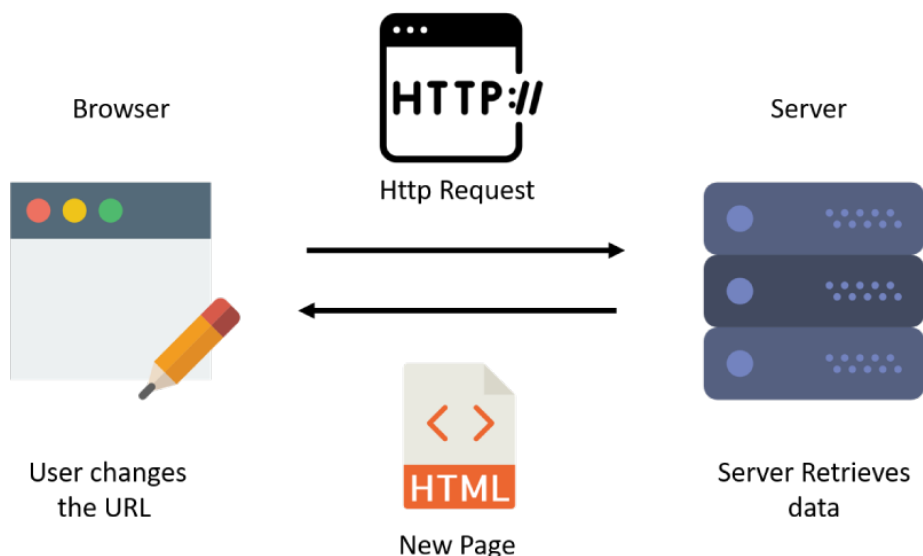 Browser
HTTP://
Server
Http Request
User changes
the URL
HTML
New Page
Server Retrieves
data